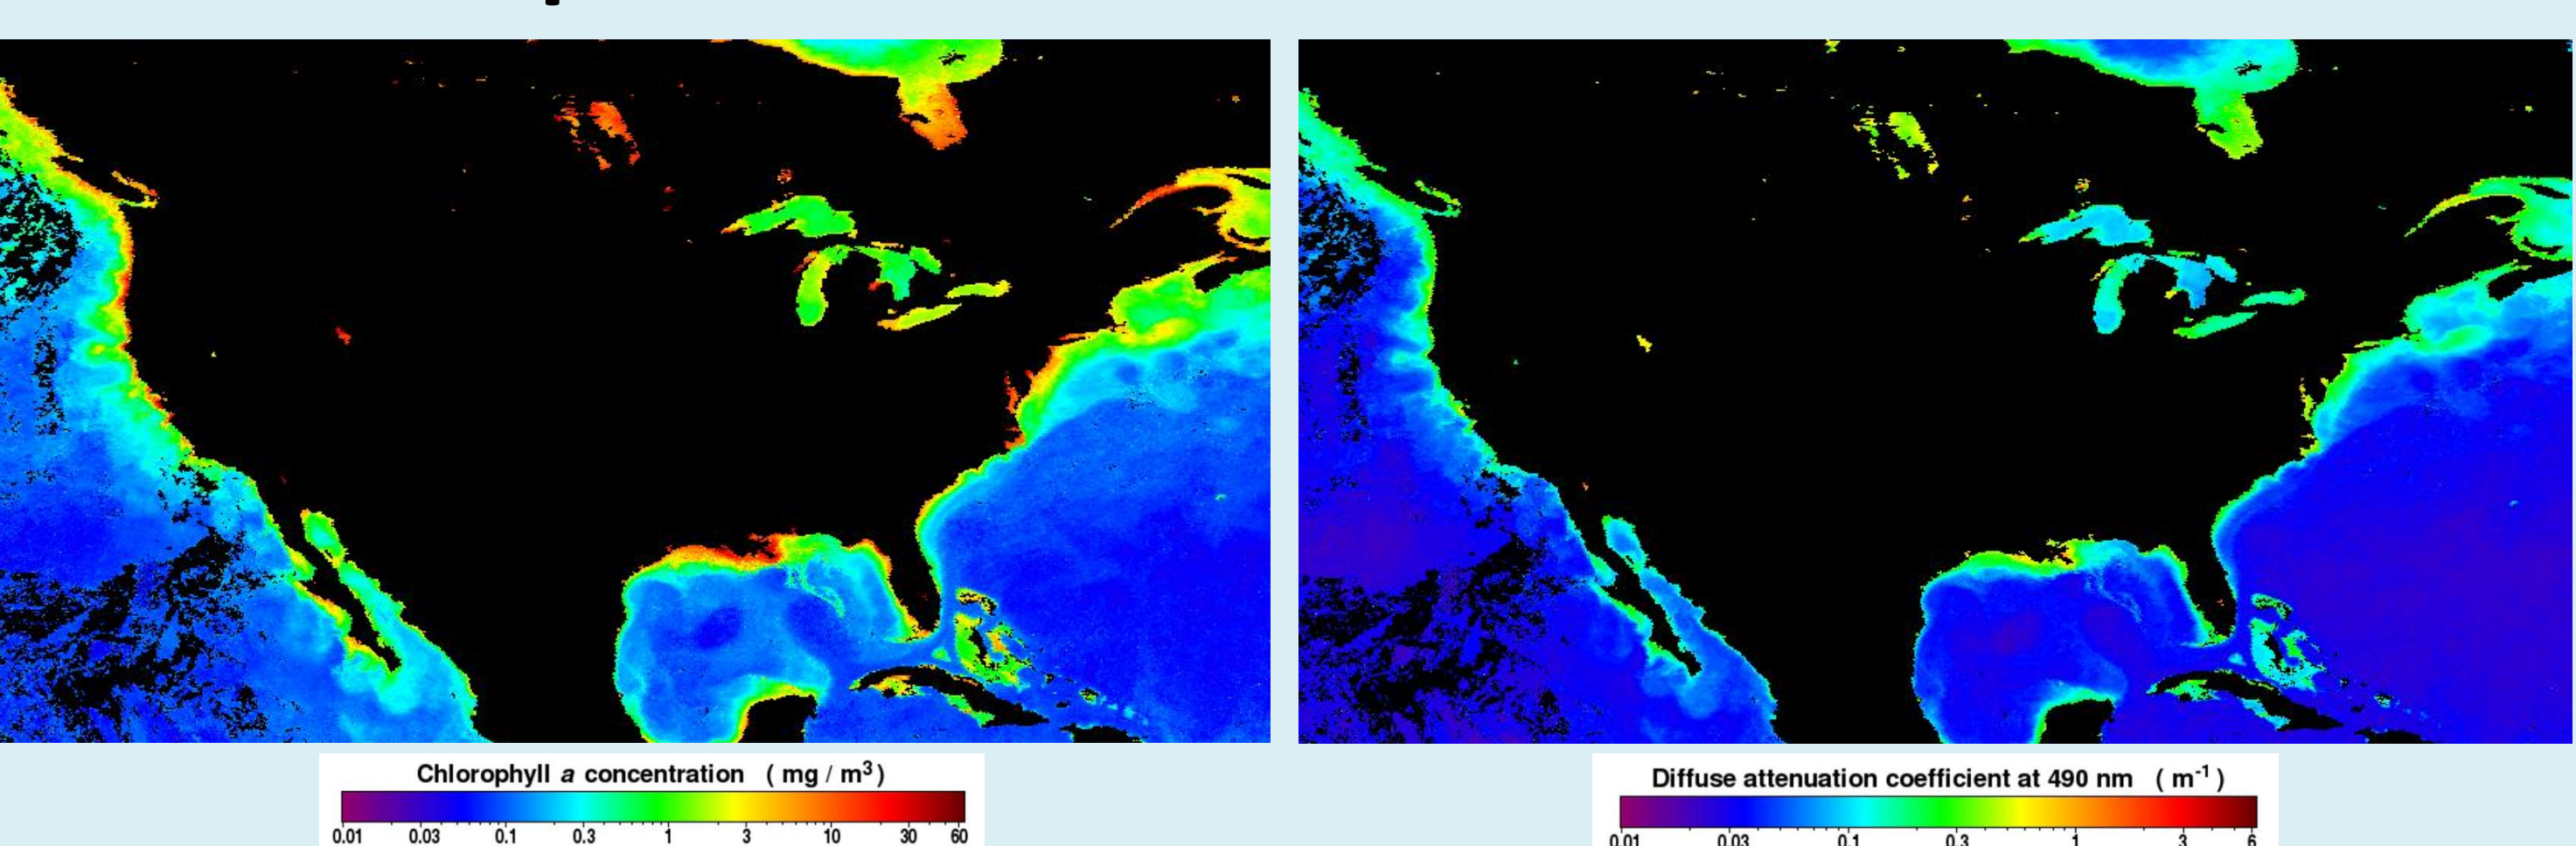 Chlorophyll a concentration ( mg / m³ )
0.01 0.03 0.1 0.3 1 3 10 30 60
Diffuse attenuation coefficient at 490 nm ( m⁻¹ )
0.01 0.03 0.1 0.3 1 3 6